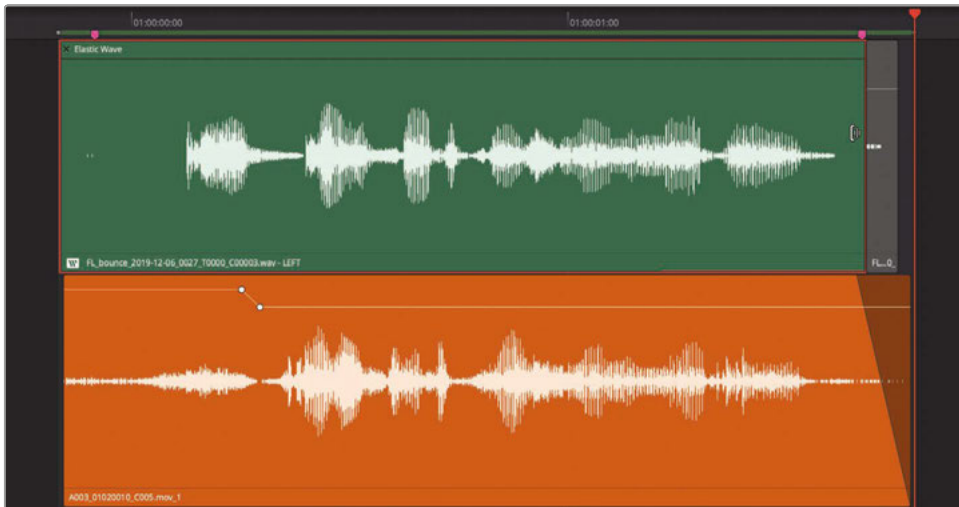 01:00:00:00
01:00:01:00
Elastic Wave
FL_bounce_2019-12-06_0027_T0000_C00003.wav - LEFT
FL...0_
A003_01020010_C005.mov_1